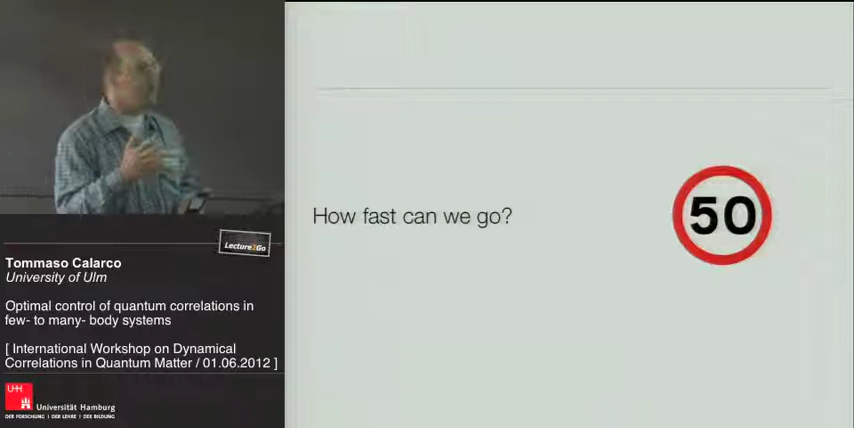 How fast can we go?
50
Lecture2Go
Tommaso Calarco
University of Ulm
Optimal control of quantum correlations in
few- to many- body systems
[ International Workshop on Dynamical
Correlations in Quantum Matter / 01.06.2012 ]
UH
Universität Hamburg
DER FORSCHUNG | DER LEHRE | DER BILDUNG